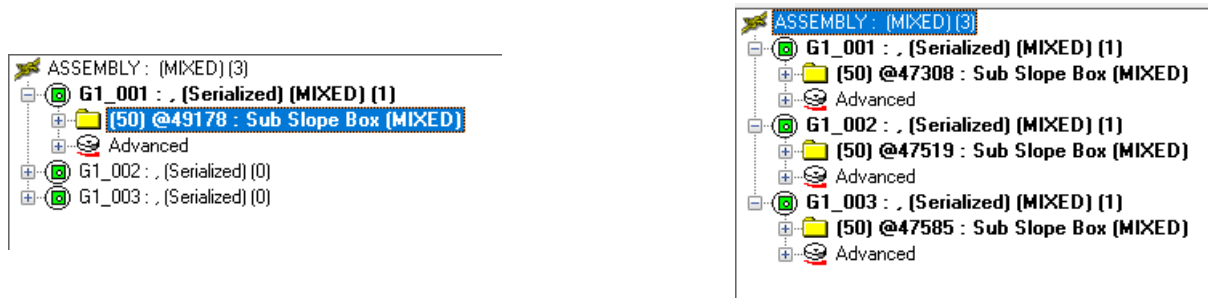 ASSEMBLY : (MIXED) (3)
G1_001 : , (Serialized) (MIXED) (1)
(50) @49178 : Sub Slope Box (MIXED)
Advanced
G1_002 : , (Serialized) (0)
G1_003 : , (Serialized) (0)
ASSEMBLY : (MIXED) (3)
G1_001 : , (Serialized) (MIXED) (1)
(50) @47308 : Sub Slope Box (MIXED)
Advanced
G1_002 : , (Serialized) (MIXED) (1)
(50) @47519 : Sub Slope Box (MIXED)
Advanced
G1_003 : , (Serialized) (MIXED) (1)
(50) @47585 : Sub Slope Box (MIXED)
Advanced